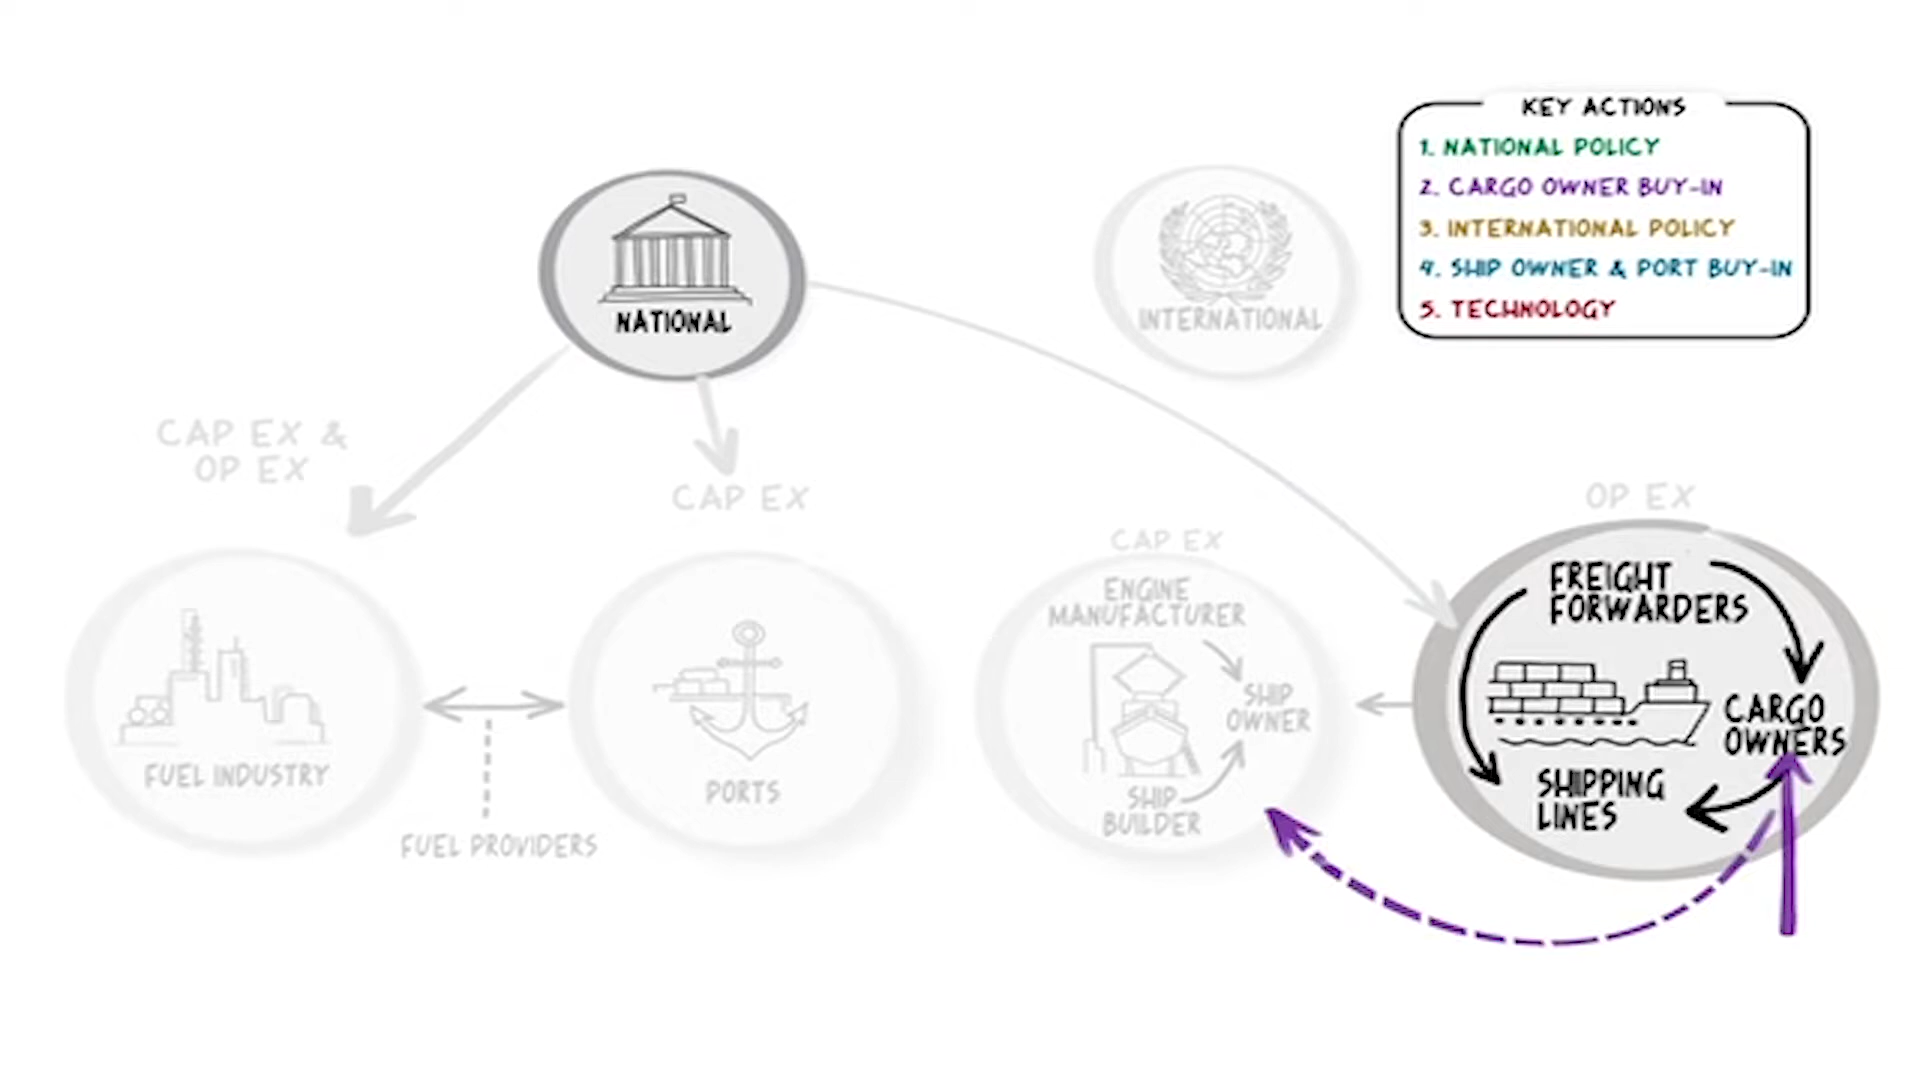 KEY ACTIONS
1. NATIONAL POLICY
2. CARGO OWNER BUY-IN
3. INTERNATIONAL POLICY
4. SHIP OWNER & PORT BUY-IN
5. TECHNOLOGY
NATIONAL
INTERNATIONAL
CAP EX &
OP EX
CAP EX
CAP EX
OP EX
FUEL INDUSTRY
FUEL PROVIDERS
PORTS
ENGINE
MANUFACTURER
SHIP
OWNER
SHIP
BUILDER
FREIGHT
FORWARDERS
CARGO
OWNERS
SHIPPING
LINES